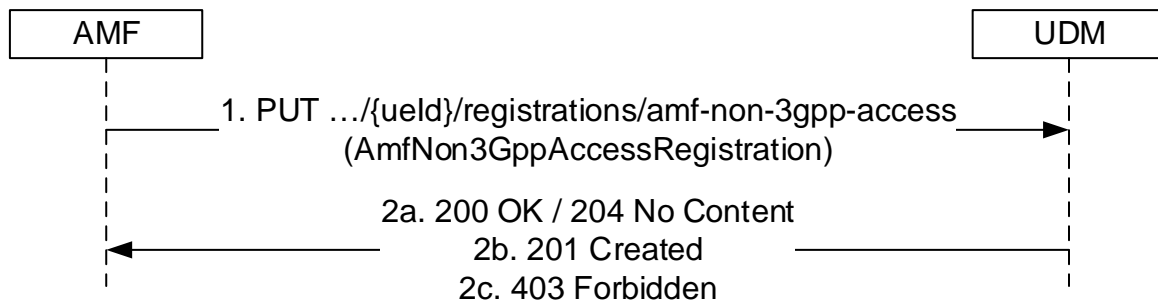 AMF
UDM
1. PUT …/{ueId}/registrations/amf-non-3gpp-access
(AmfNon3GppAccessRegistration)
2a. 200 OK / 204 No Content
2b. 201 Created
2c. 403 Forbidden